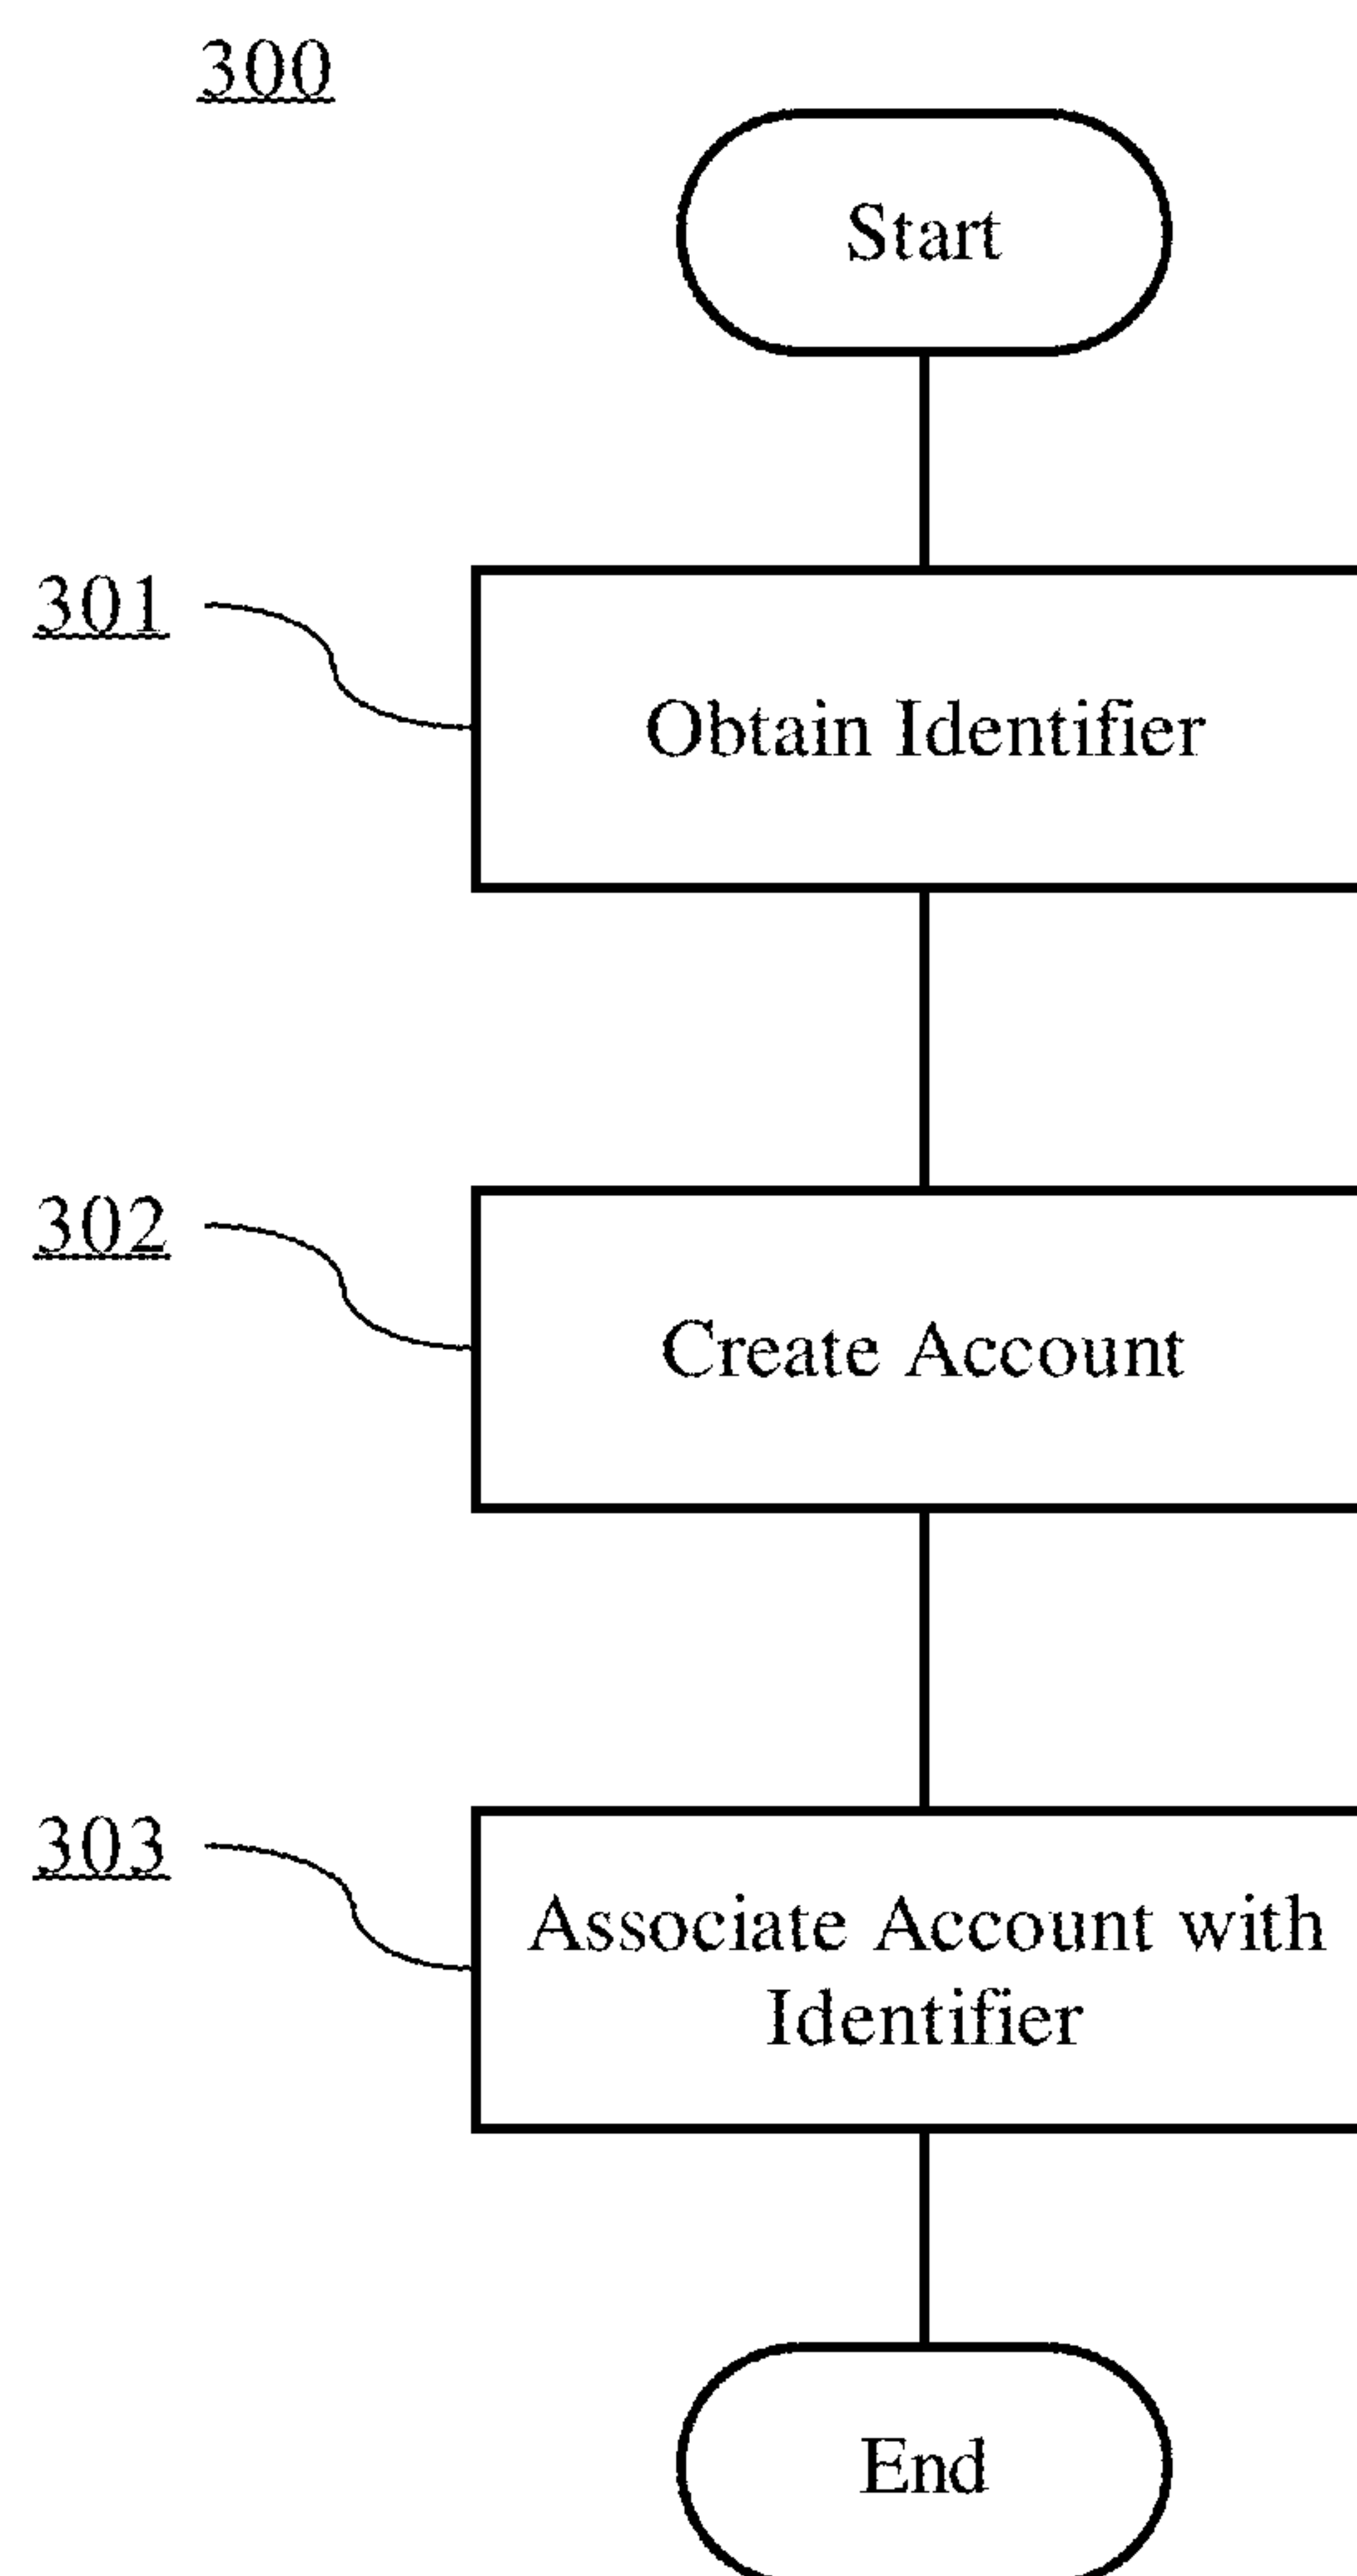 300
Start
301
Obtain Identifier
302
Create Account
303
Associate Account with
Identifier
End